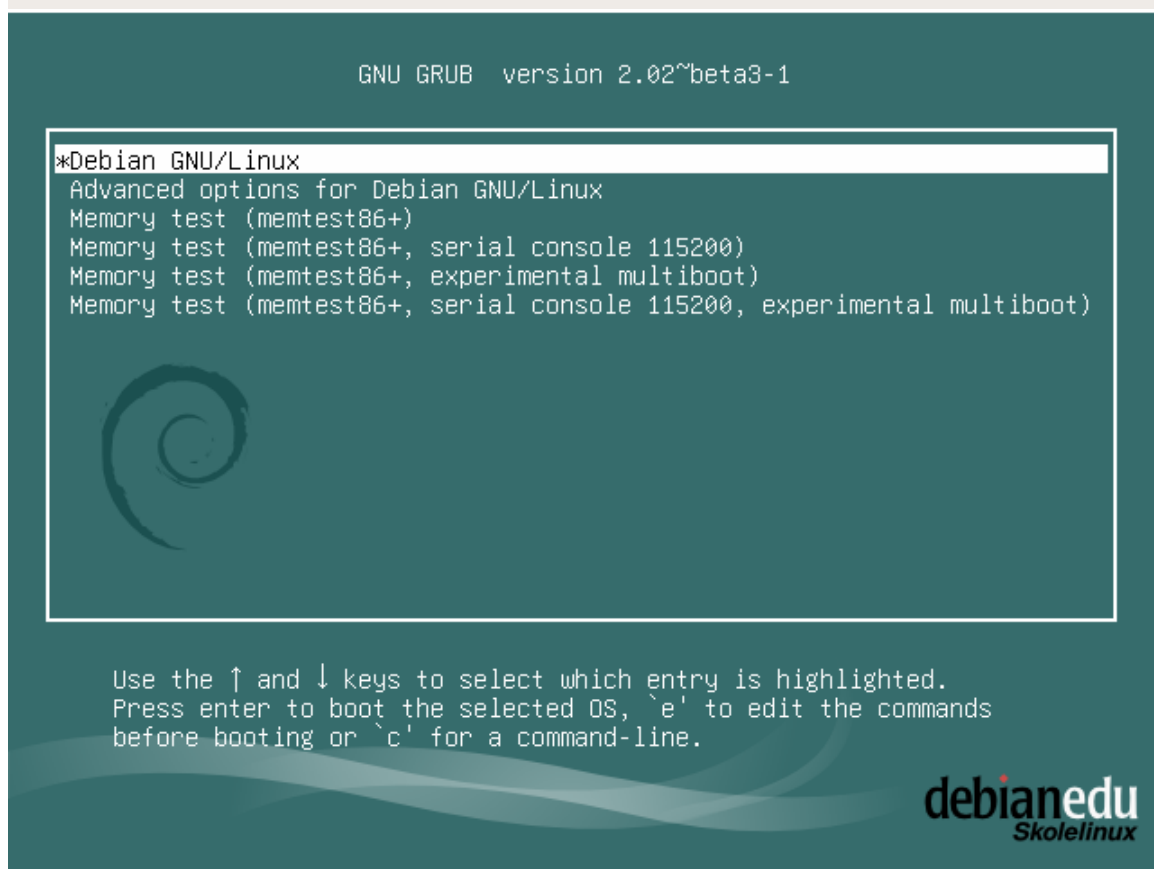 GNU GRUB  version 2.02~beta3-1
*Debian GNU/Linux
Advanced options for Debian GNU/Linux
Memory test (memtest86+)
Memory test (memtest86+, serial console 115200)
Memory test (memtest86+, experimental multiboot)
Memory test (memtest86+, serial console 115200, experimental multiboot)
Use the ↑ and ↓ keys to select which entry is highlighted.
Press enter to boot the selected OS, `e' to edit the commands
before booting or `c' for a command-line.
debianedu
Skolelinux